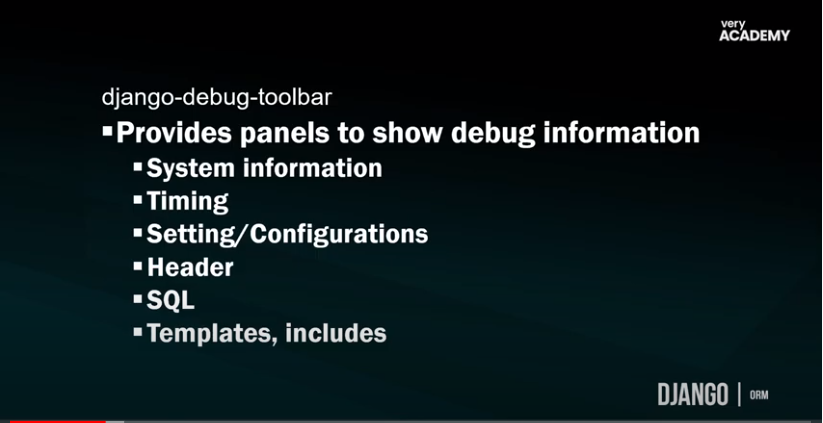 very
ACADEMY
django-debug-toolbar
▪Provides panels to show debug information
▪System information
▪Timing
▪Setting/Configurations
▪Header
▪SQL
▪Templates, includes
DJANGO | ORM